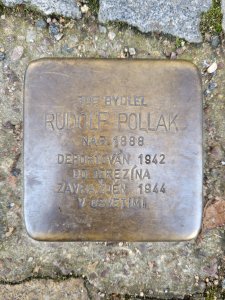 ZDE BYDLEL
RUDOLF POLLAK
NAR. 1888
DEPORTOVÁN 1942
DO TEREZÍNA
ZAVRAŽDĚN 1944
V OSVĚTIMI